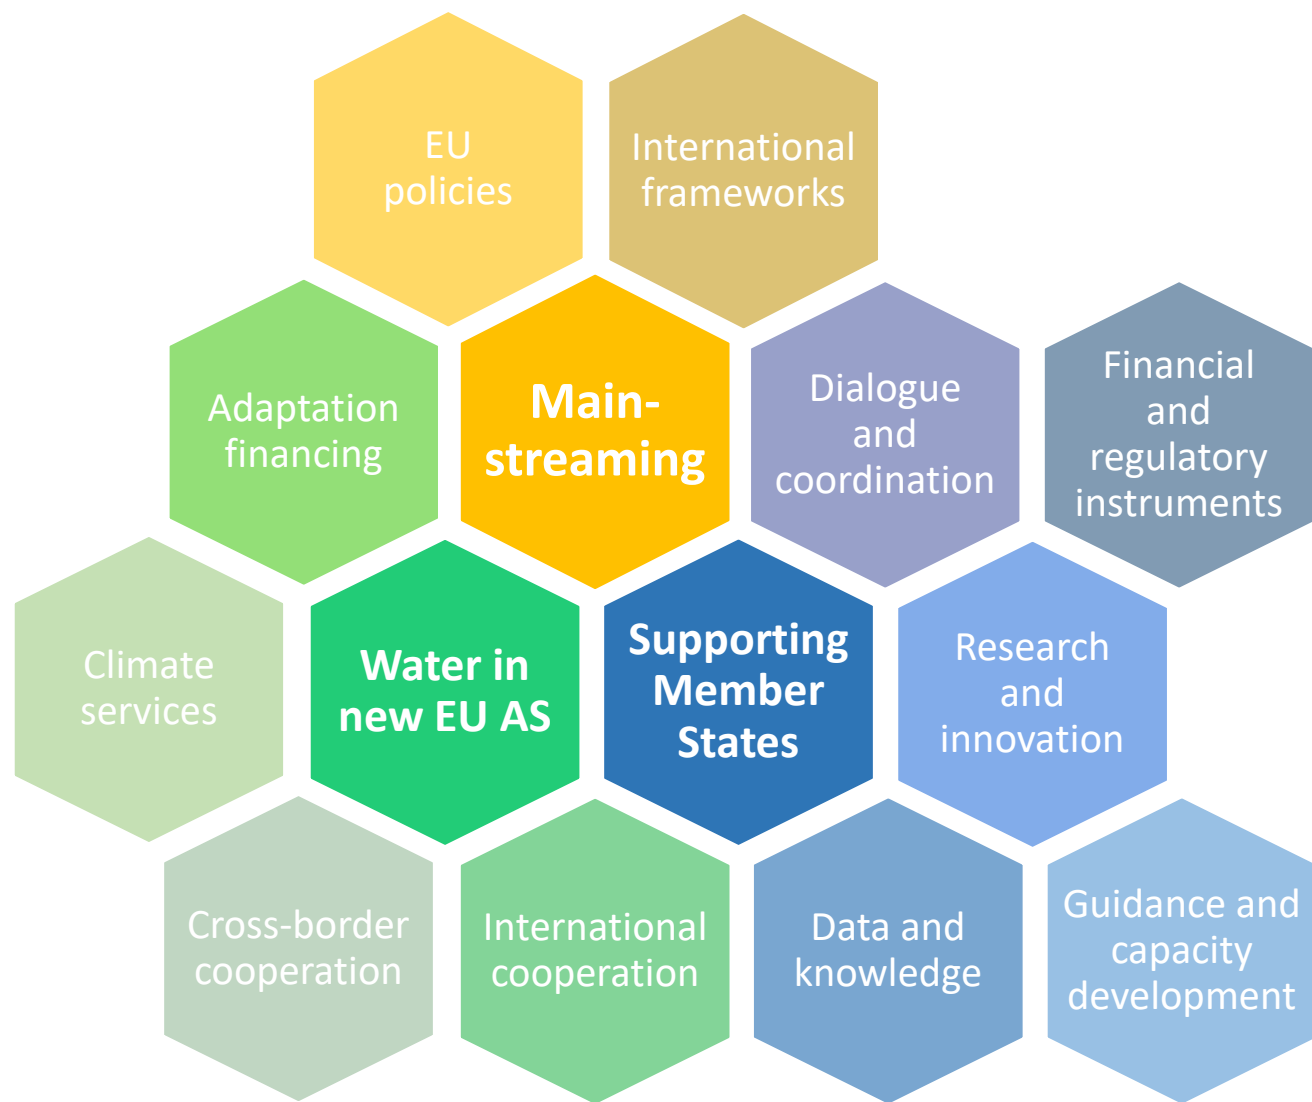 EU
policies
International
frameworks
Adaptation
financing
Main-
streaming
Dialogue
and
coordination
Financial
and
regulatory
instruments
Climate
services
Water in
new EU AS
Supporting
Member
States
Research
and
innovation
Cross-border
cooperation
International
cooperation
Data and
knowledge
Guidance and
capacity
development